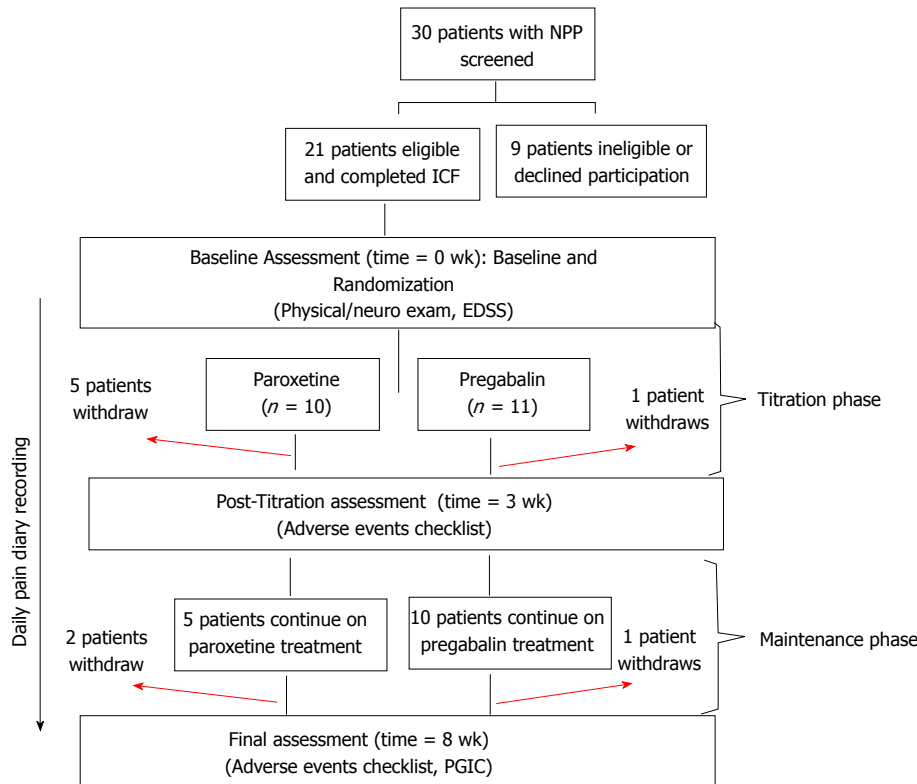 30 patients with NPP
screened
21 patients eligible
and completed ICF
9 patients ineligible or
declined participation
Baseline Assessment (time = 0 wk): Baseline and
Randomization
(Physical/neuro exam, EDSS)
Daily pain diary recording
5 patients
withdraw
Paroxetine
(n = 10)
Pregabalin
(n = 11)
1 patient
withdraws
Titration phase
Post-Titration assessment (time = 3 wk)
(Adverse events checklist)
2 patients
withdraw
5 patients continue on
paroxetine treatment
10 patients continue on
pregabalin treatment
1 patient
withdraws
Maintenance phase
Final assessment (time = 8 wk)
(Adverse events checklist, PGIC)